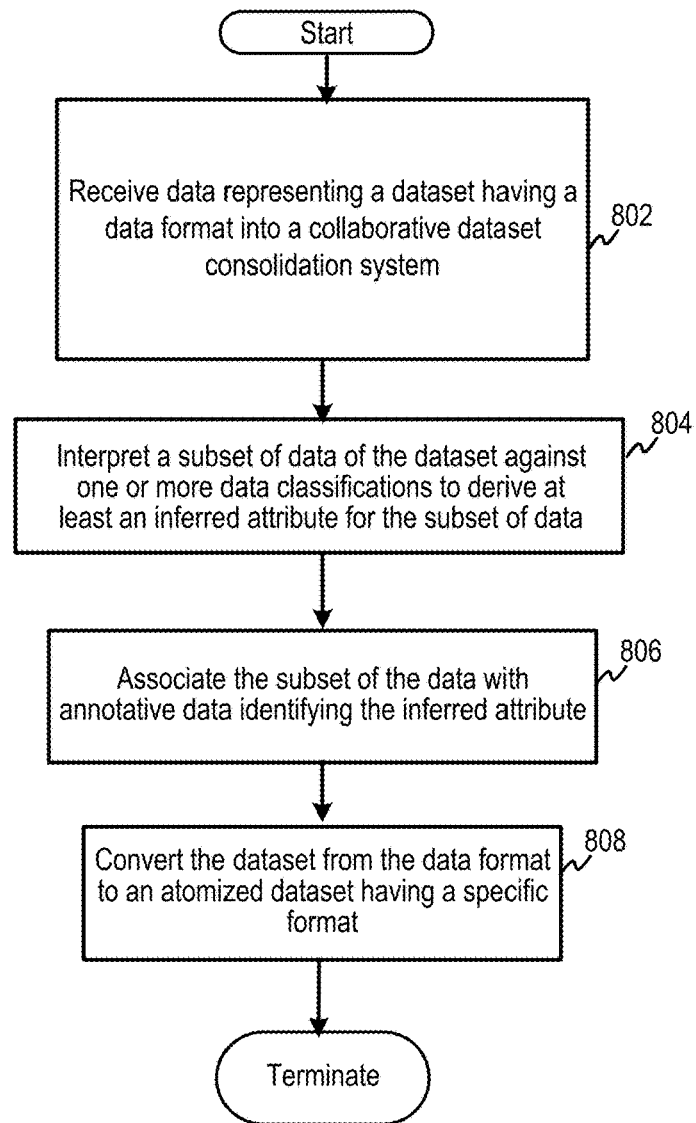 Start
Receive data representing a dataset having a
data format into a collaborative dataset
consolidation system
802
Interpret a subset of data of the dataset against
one or more data classifications to derive at
least an inferred attribute for the subset of data
804
Associate the subset of the data with
annotative data identifying the inferred attribute
806
Convert the dataset from the data format
to an atomized dataset having a specific
format
808
Terminate